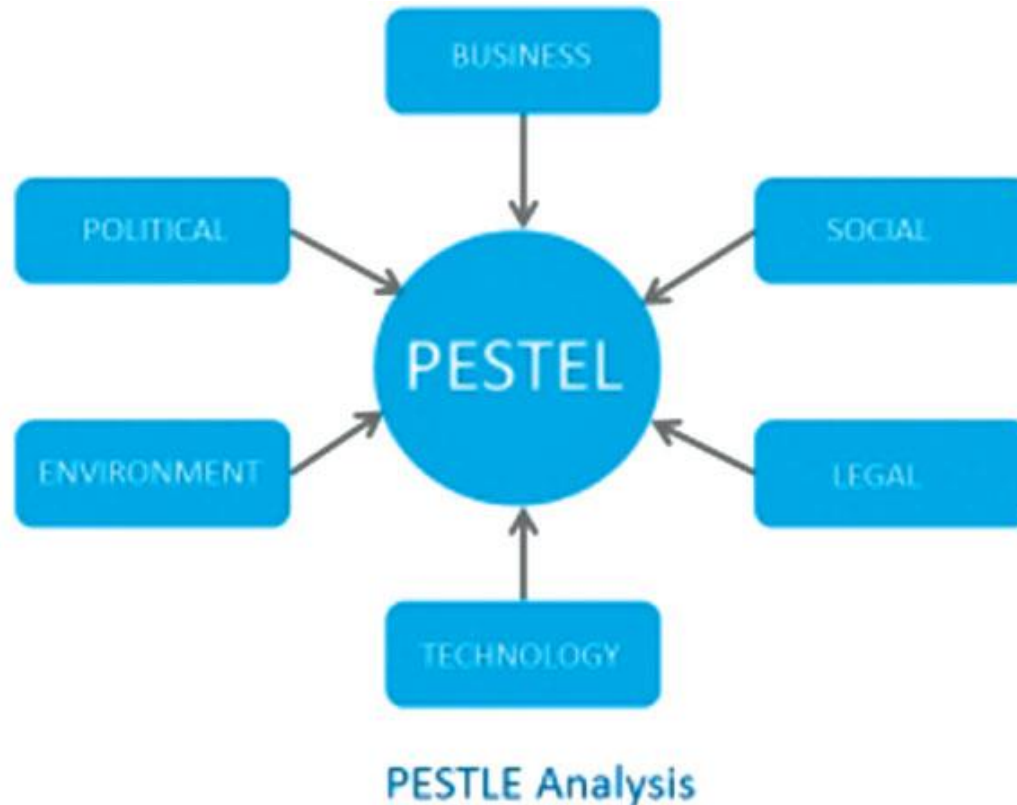 BUSINESS
POLITICAL
SOCIAL
PESTEL
ENVIRONMENT
LEGAL
TECHNOLOGY
PESTLE Analysis